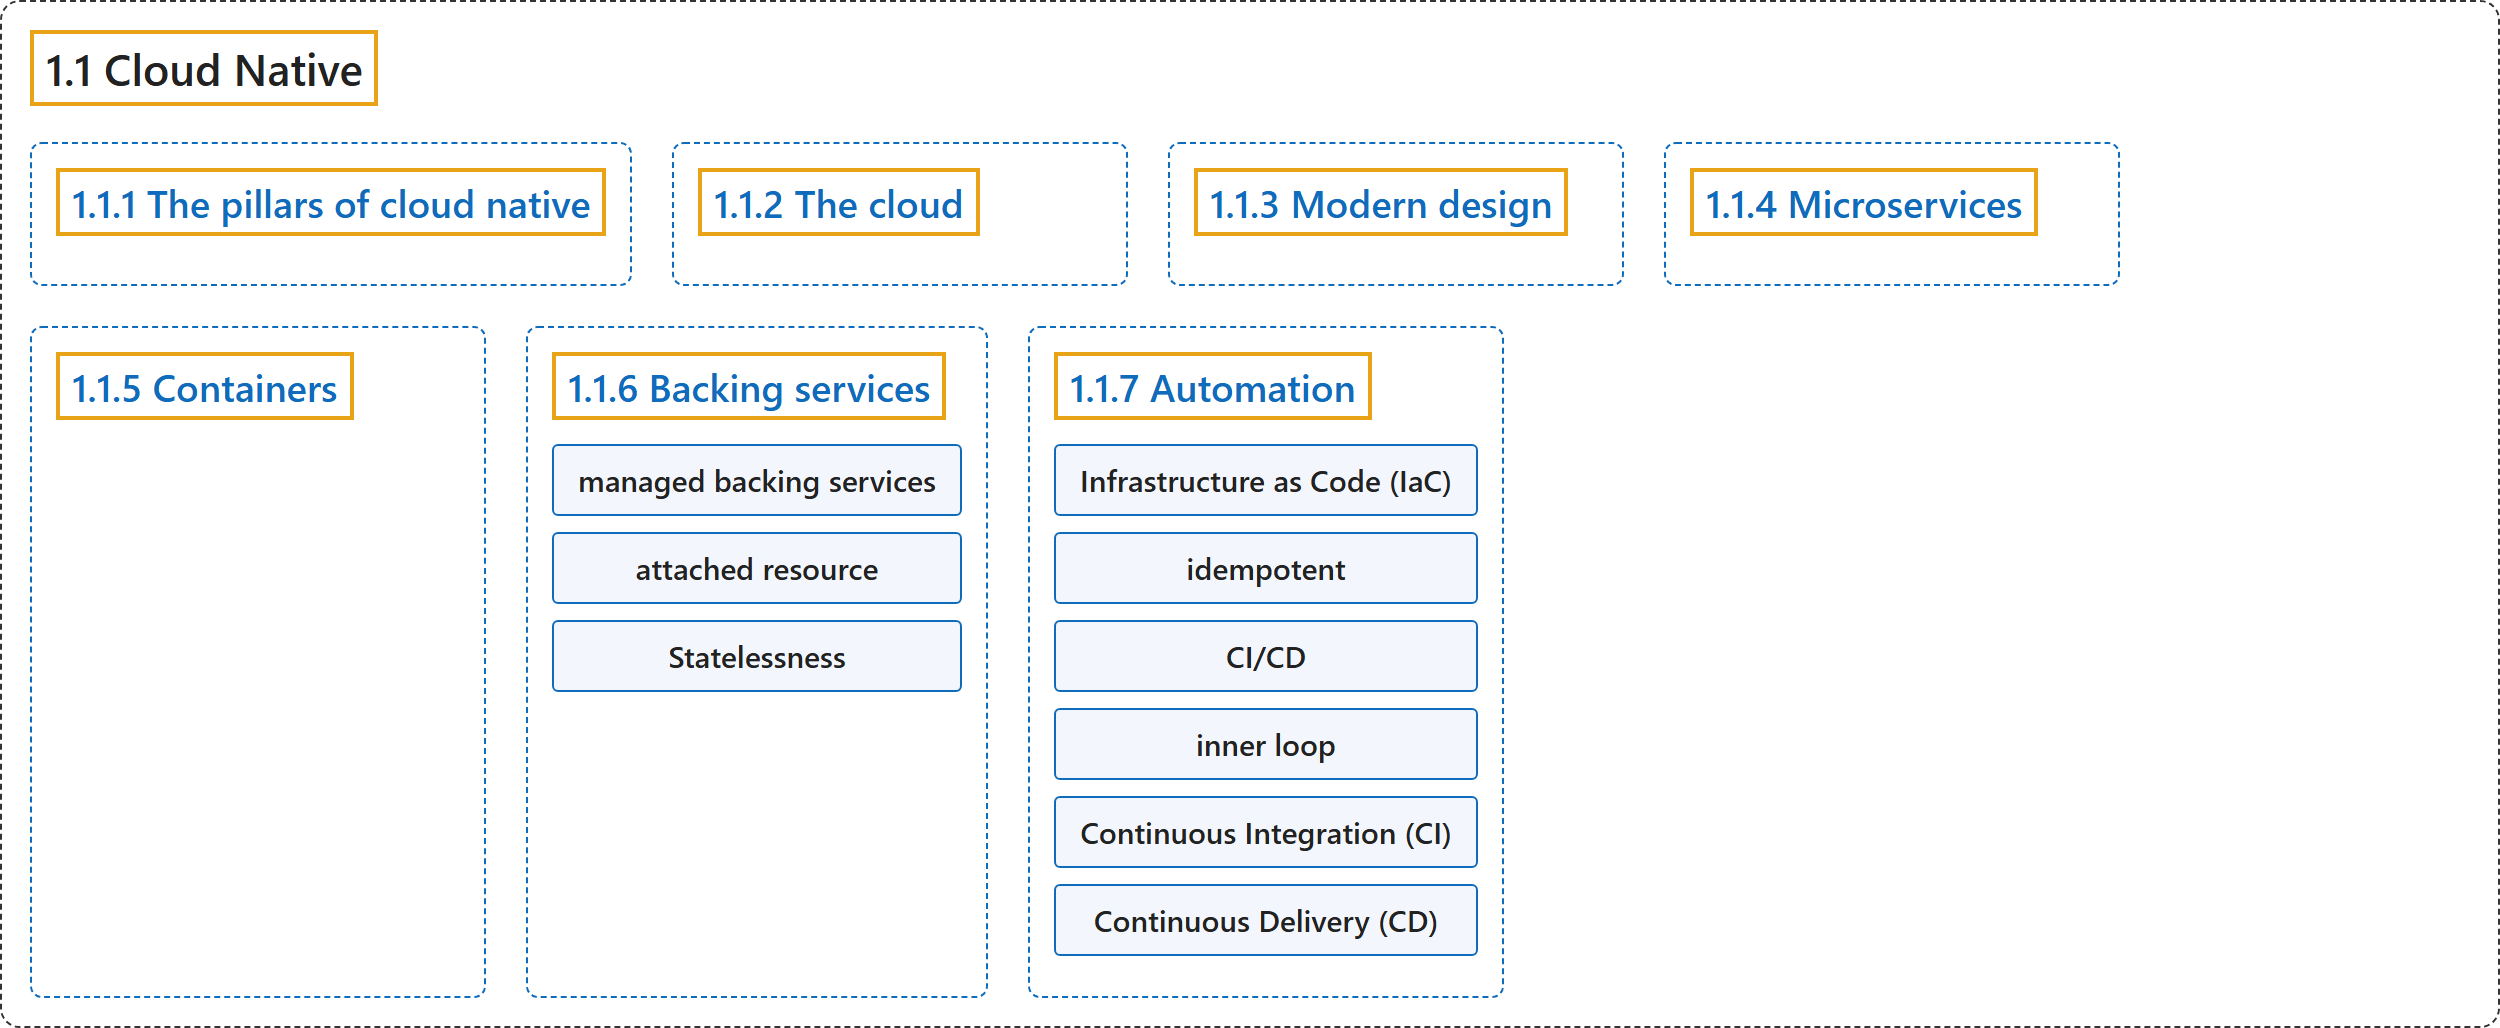 1.1 Cloud Native
1.1.1 The pillars of cloud native
1.1.2 The cloud
1.1.3 Modern design
1.1.4 Microservices
1.1.5 Containers
1.1.6 Backing services
managed backing services
attached resource
Statelessness
1.1.7 Automation
Infrastructure as Code (IaC)
idempotent
CI/CD
inner loop
Continuous Integration (CI)
Continuous Delivery (CD)